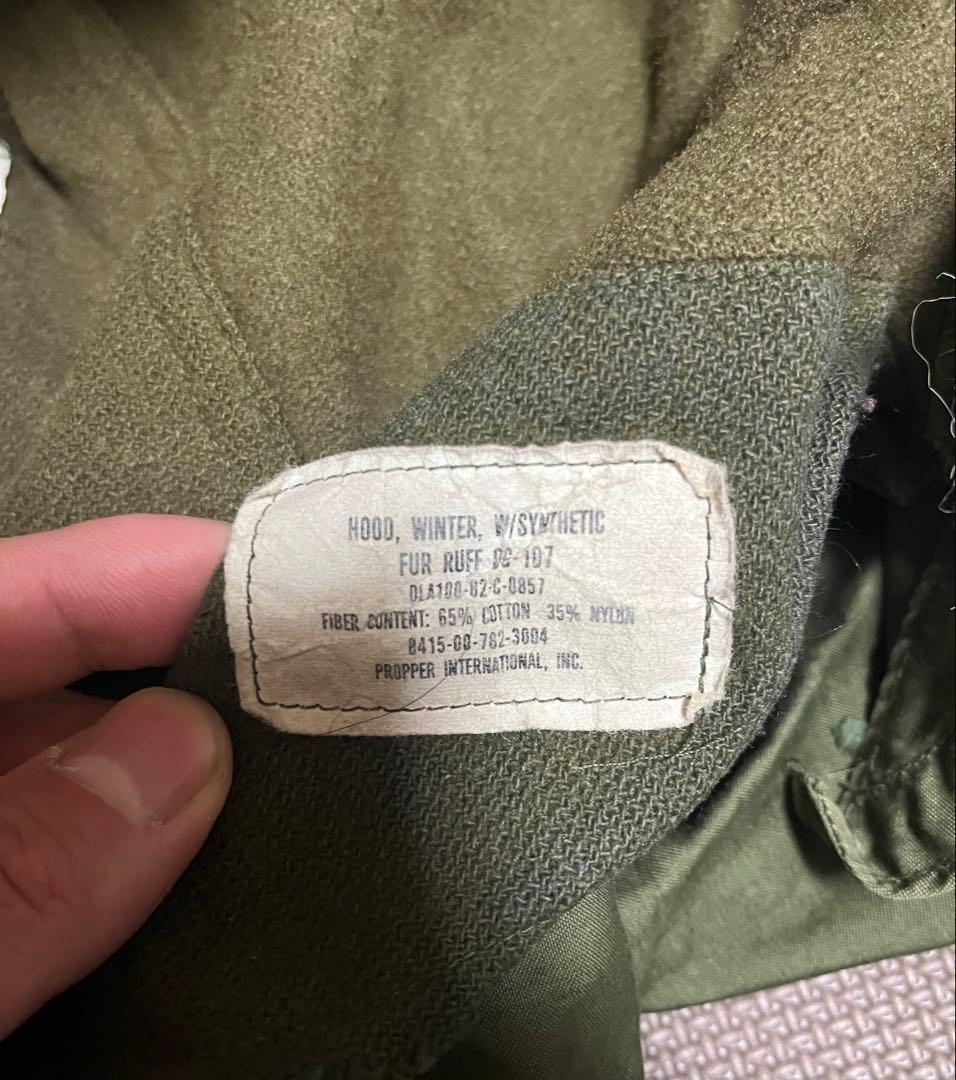 HOOD, WINTER, W/SYNTHETIC
FUR RUFF OG-107
DLA100-82-C-0857
FIBER CONTENT: 65% COTTON 35% NYLON
8415-00-782-3004
PROPPER INTERNATIONAL, INC.